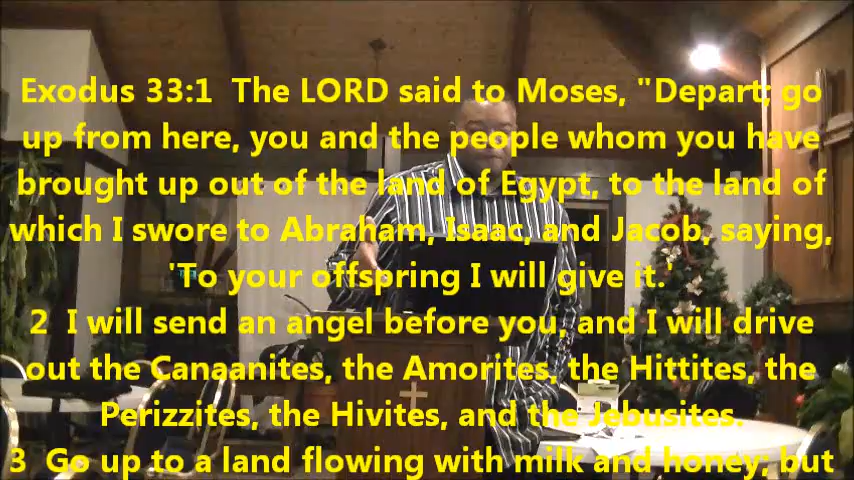 Exodus 33:1  The LORD said to Moses, "Depart; go
up from here, you and the people whom you have
brought up out of the land of Egypt, to the land of
which I swore to Abraham, Isaac, and Jacob, saying,
'To your offspring I will give it.'
2  I will send an angel before you, and I will drive
out the Canaanites, the Amorites, the Hittites, the
Perizzites, the Hivites, and the Jebusites.
3  Go up to a land flowing with milk and honey; but